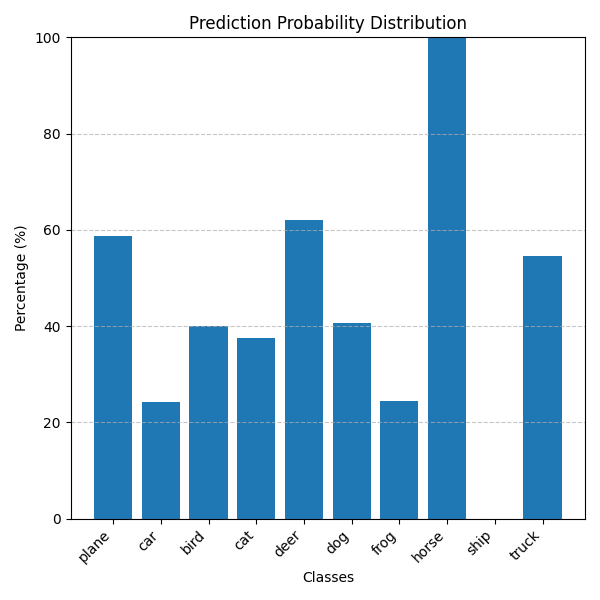 Prediction Probability Distribution
100
80
60
40
20
0
Percentage (%)
plane
car
bird
cat
deer
dog
frog
horse
ship
truck
Classes